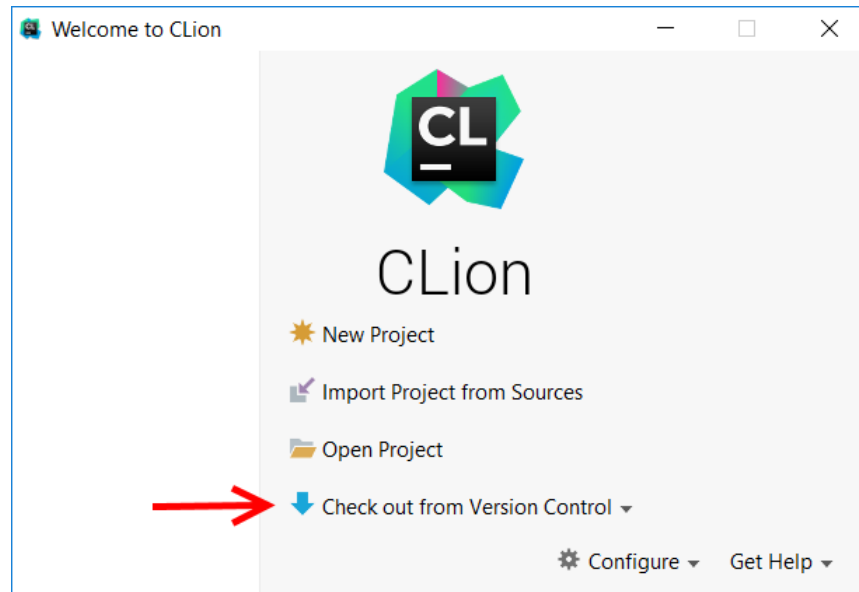 Welcome to CLion
CL
CLion
New Project
Import Project from Sources
Open Project
Check out from Version Control
Configure Get Help